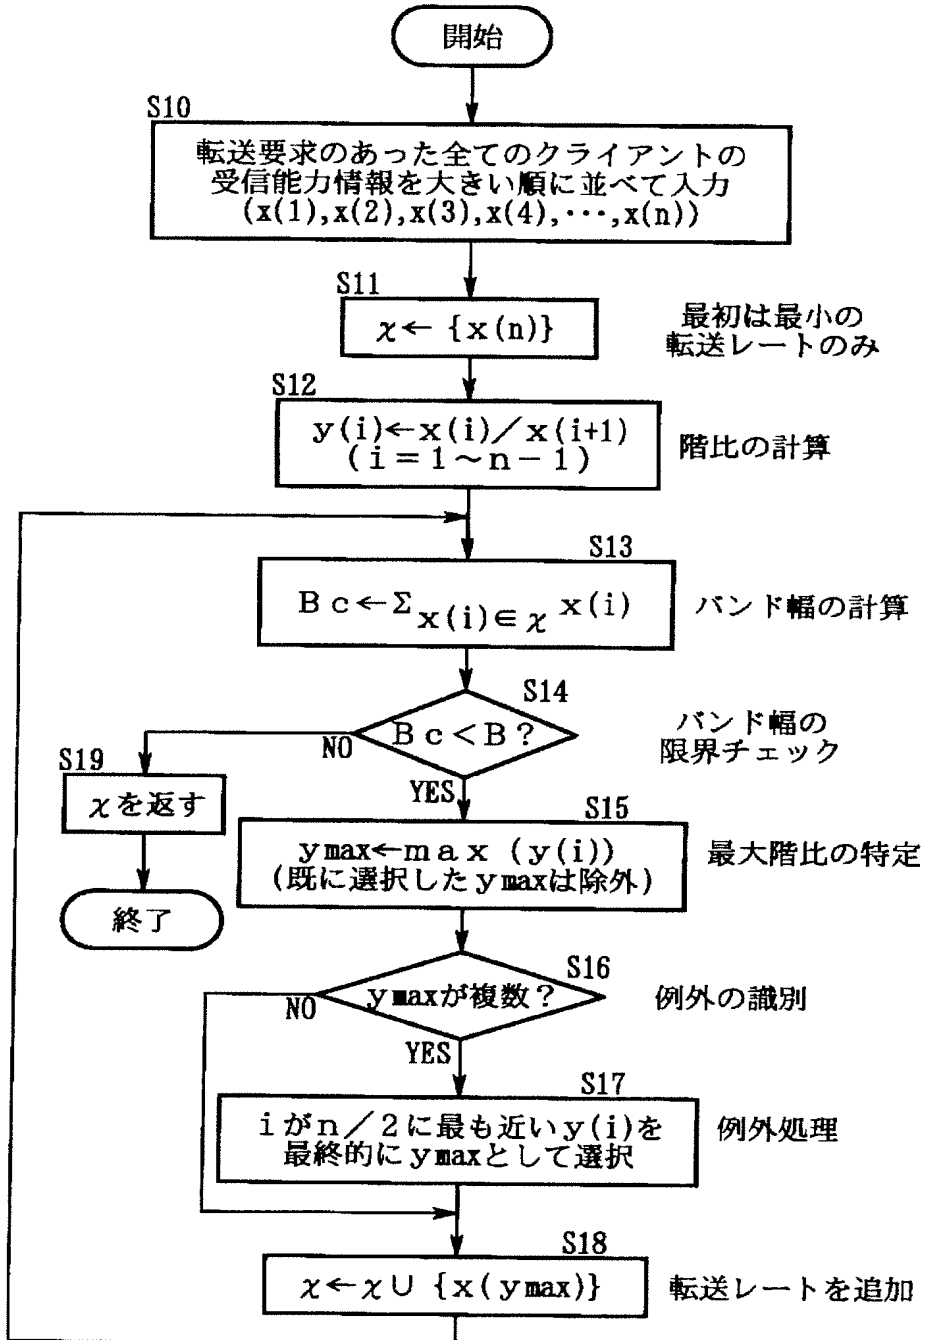 開始
S10
転送要求のあった全てのクライアントの
受信能力情報を大きい順に並べて入力
(x(1),x(2),x(3),x(4),･･･,x(n))
S11
χ← {x(n)}
最初は最小の
転送レートのみ
S12
y(i)←x(i)／x(i+1)
(i＝1〜n－1)
階比の計算
S13
Bc←Σ x(i)∈χ x(i)
バンド幅の計算
S14
Bc＜B？
NO
YES
バンド幅の
限界チェック
S19
χを返す
終了
S15
ymax←max (y(i))
(既に選択したymaxは除外)
最大階比の特定
S16
ymaxが複数？
NO
YES
例外の識別
S17
iがn／2に最も近いy(i)を
最終的にymaxとして選択
例外処理
S18
χ←χ∪ {x(ymax)}
転送レートを追加